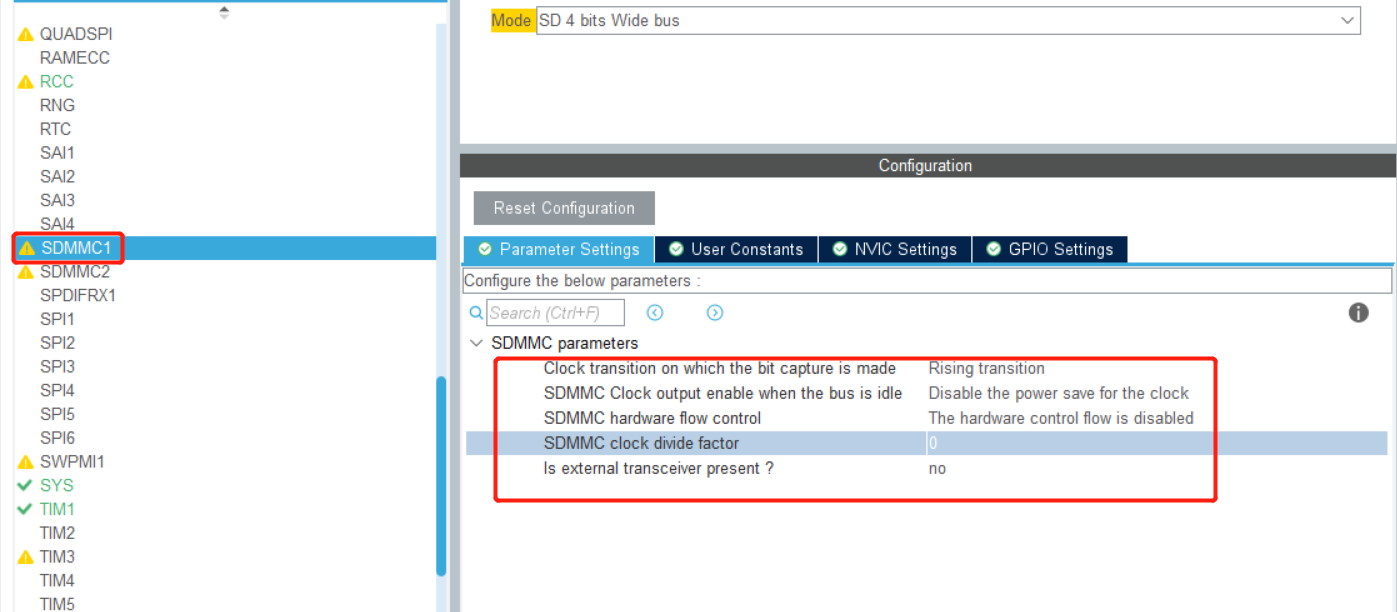 QUADSPI
RAMECC
RCC
RNG
RTC
SAI1
SAI2
SAI3
SAI4
SDMMC1
SDMMC2
SPDIFRX1
SPI1
SPI2
SPI3
SPI4
SPI5
SPI6
SWPMI1
SYS
TIM1
TIM2
TIM3
TIM4
TIM5
Mode SD 4 bits Wide bus
Configuration
Reset Configuration
Parameter Settings User Constants NVIC Settings GPIO Settings
Configure the below parameters :
Search (Ctrl+F)
SDMMC parameters
Clock transition on which the bit capture is made Rising transition
SDMMC Clock output enable when the bus is idle Disable the power save for the clock
SDMMC hardware flow control The hardware control flow is disabled
SDMMC clock divide factor 0
Is external transceiver present ? no